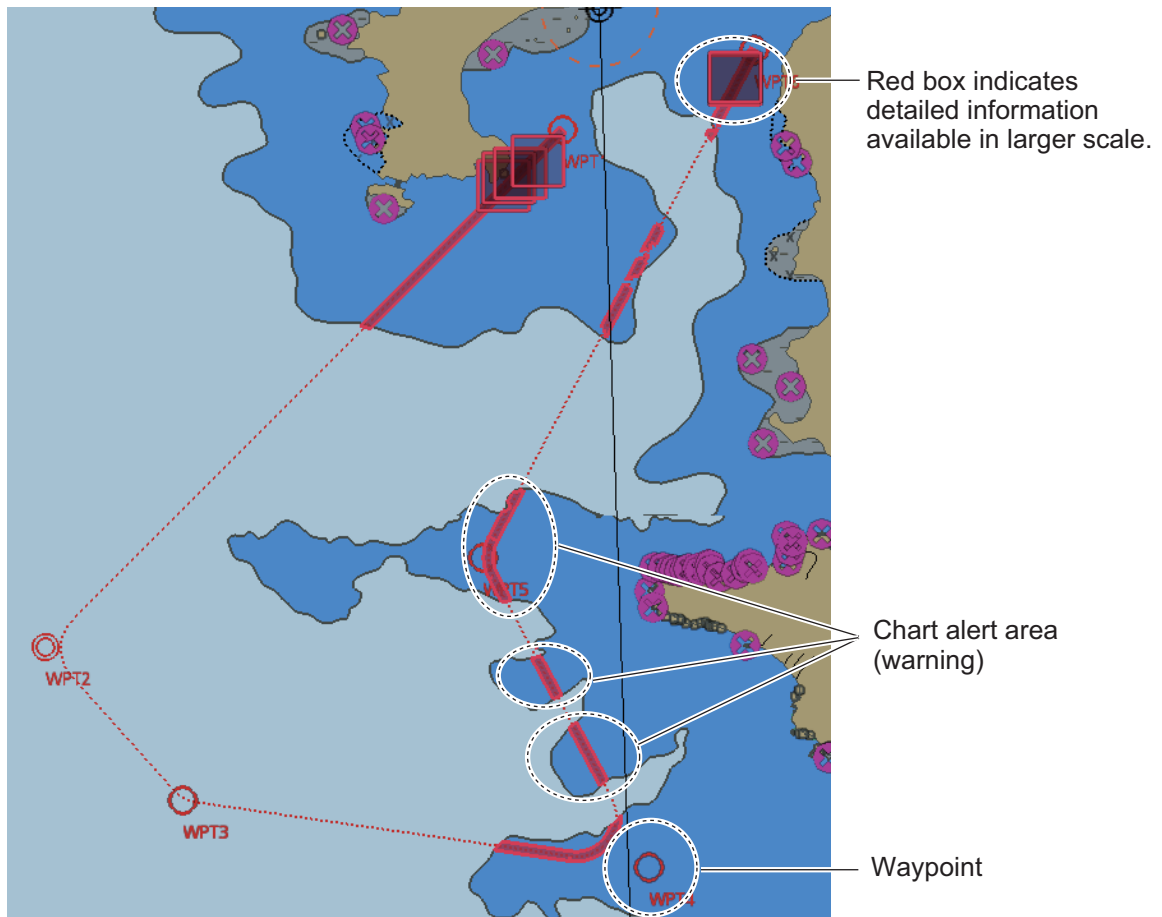 WPT6
Red box indicates
detailed information
available in larger scale.
WPT
WPT5
Chart alert area
(warning)
WPT2
WPT3
Waypoint
WPT4